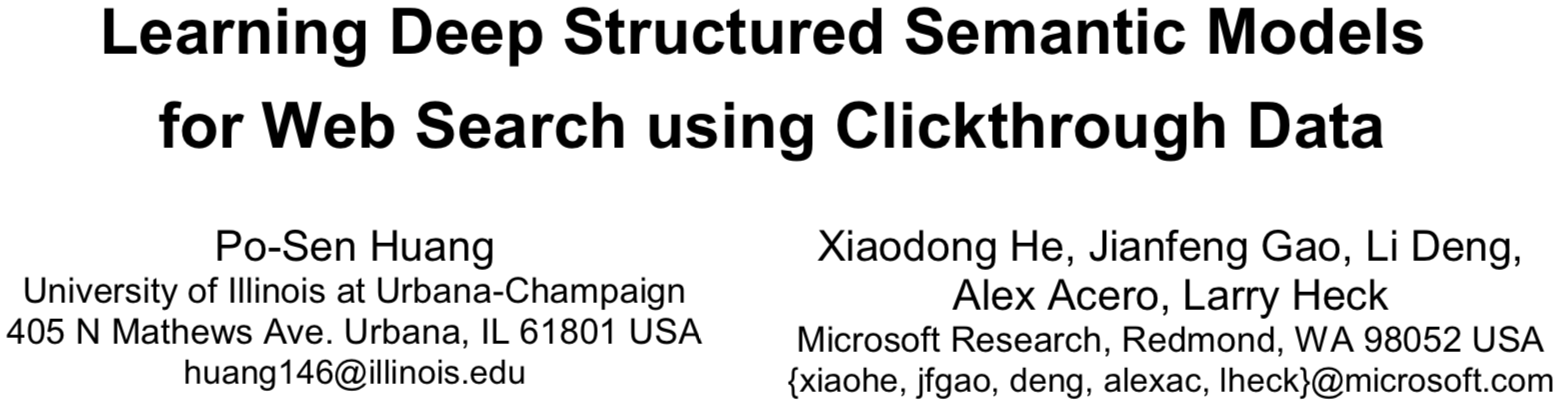 Learning Deep Structured Semantic Models
for Web Search using Clickthrough Data
Po-Sen Huang
University of Illinois at Urbana-Champaign
405 N Mathews Ave. Urbana, IL 61801 USA
huang146@illinois.edu
Xiaodong He, Jianfeng Gao, Li Deng,
Alex Acero, Larry Heck
Microsoft Research, Redmond, WA 98052 USA
{xiaohe, jfgao, deng, alexac, lheck}@microsoft.com